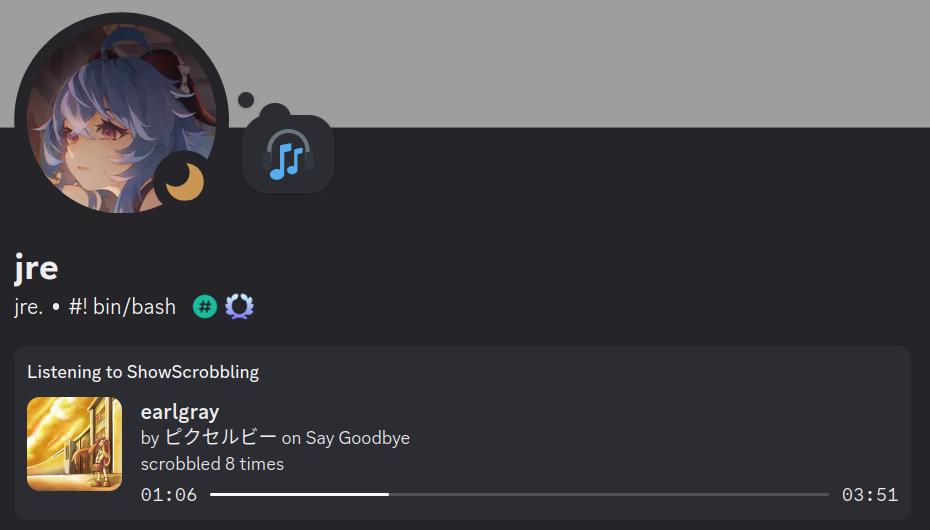 jre
jre. • #! bin/bash #
Listening to ShowScrobbling
earlgray
by ピクセルビー on Say Goodbye
scrobbled 8 times
01:06 03:51